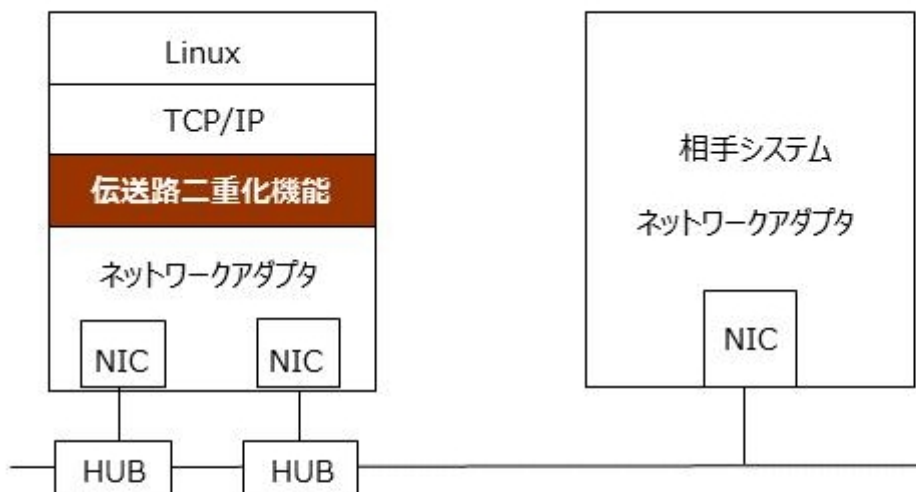 Linux
TCP/IP
伝送路二重化機能
ネットワークアダプタ
NIC
NIC
HUB
HUB
相手システム
ネットワークアダプタ
NIC